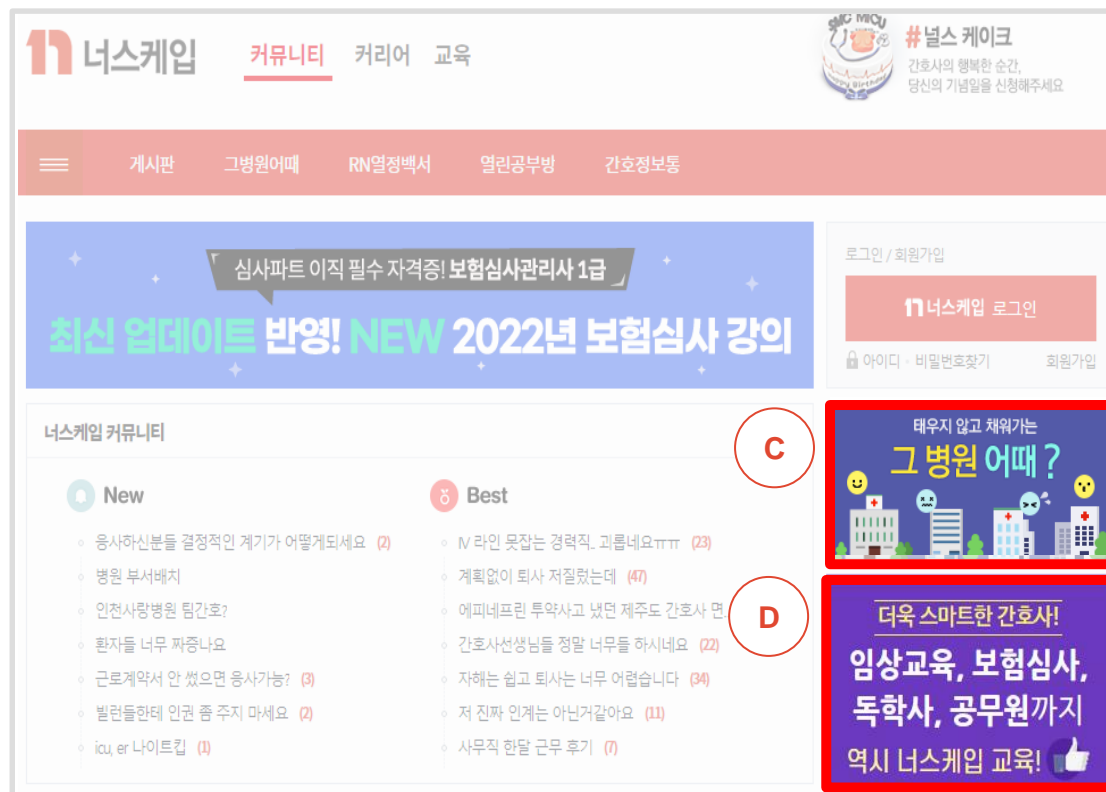 SMC MICU
Happy Birthday
너스케입
커뮤니티 커리어 교육
#널스 케이크
간호사의 행복한 순간,
당신의 기념일을 신청해주세요
게시판 그병원어때 RN열정백서 열린공부방 간호정보통
「심사파트 이직 필수 자격증! 보험심사관리사 1급」
최신 업데이트 반영! NEW 2022년 보험심사 강의
로그인 / 회원가입
너스케입 로그인
아이디 · 비밀번호찾기 회원가입
너스케입 커뮤니티
New
응사하신분들 결정적인 계기가 어떻게되세요 (2)
병원 부서배치
인천사랑병원 팀간호?
환자들 너무 짜증나요
근로계약서 안 썼으면 응사가능? (3)
빌런들한테 인권 좀 주지 마세요 (2)
icu, er 나이트킵 (1)
Best
IV 라인 못잡는 경력직.. 괴롭네요ㅠㅠ (23)
계획없이 퇴사 저질렀는데 (47)
에피네프린 투약사고 냈던 제주도 간호사 면..
간호사선생님들 정말 너무들 하시네요 (22)
자해는 쉽고 퇴사는 너무 어렵습니다 (34)
저 진짜 인계는 아닌거같아요 (11)
사무직 한달 근무 후기 (7)
C
태우지 않고 채워가는
그 병원 어때?
D
더욱 스마트한 간호사!
임상교육, 보험심사,
독학사, 공무원까지
역시 너스케입 교육!